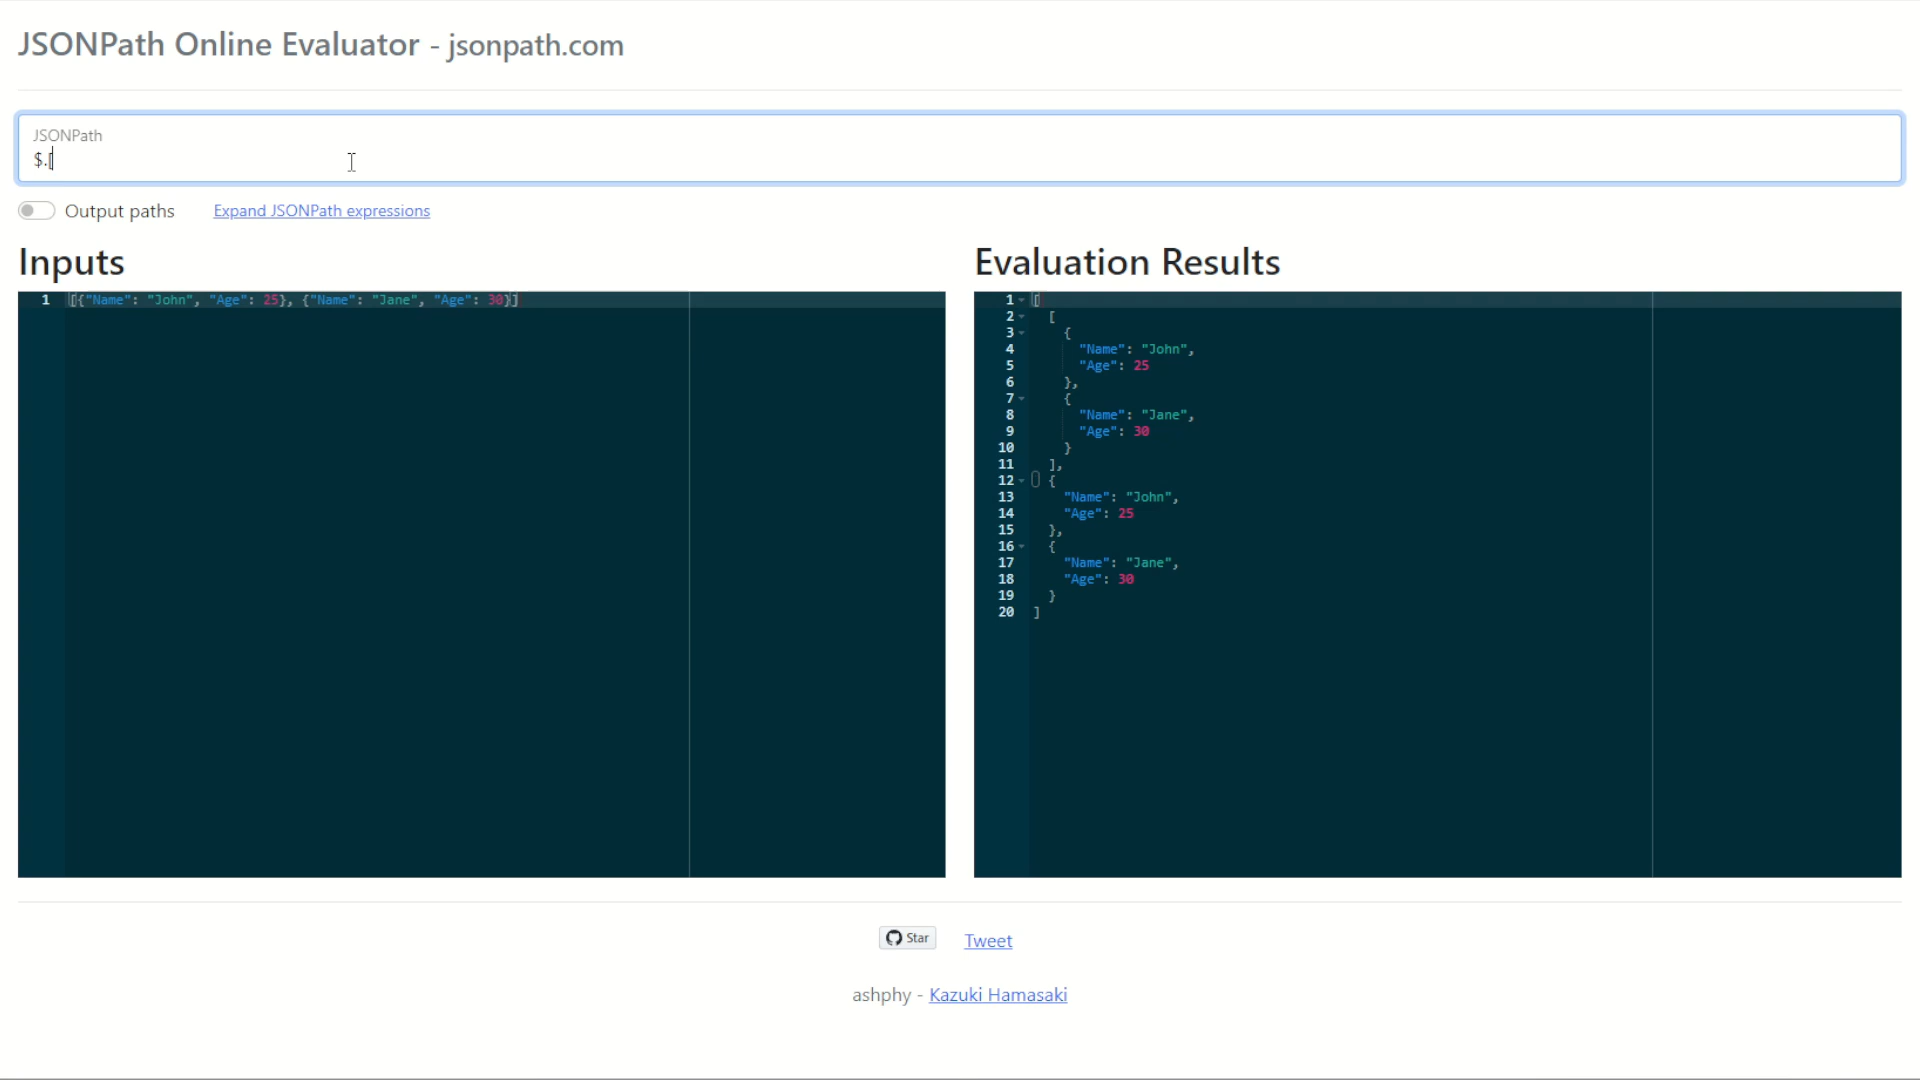 JSONPath Online Evaluator - jsonpath.com
JSONPath
$.[
Output paths
Expand JSONPath expressions
Inputs
1 [{"Name": "John", "Age": 25}, {"Name": "Jane", "Age": 30}]
Evaluation Results
1 [
2 [
3 {
4 "Name": "John",
5 "Age": 25
6 },
7 {
8 "Name": "Jane",
9 "Age": 30
10 }
11 ],
12 {
13 "Name": "John",
14 "Age": 25
15 },
16 {
17 "Name": "Jane",
18 "Age": 30
19 }
20 ]
Star
Tweet
ashphy - Kazuki Hamasaki